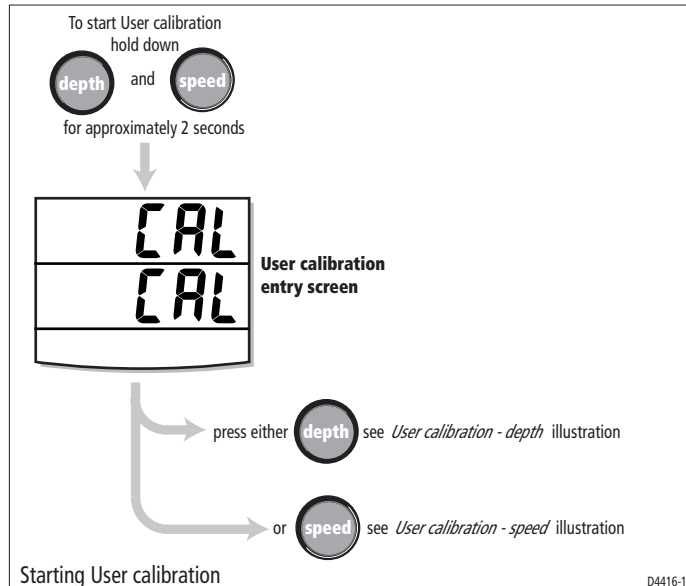 To start User calibration
hold down
depth and speed
for approximately 2 seconds
CAL
CAL
User calibration
entry screen
press either depth see User calibration - depth illustration
or speed see User calibration - speed illustration
Starting User calibration
D4416-1